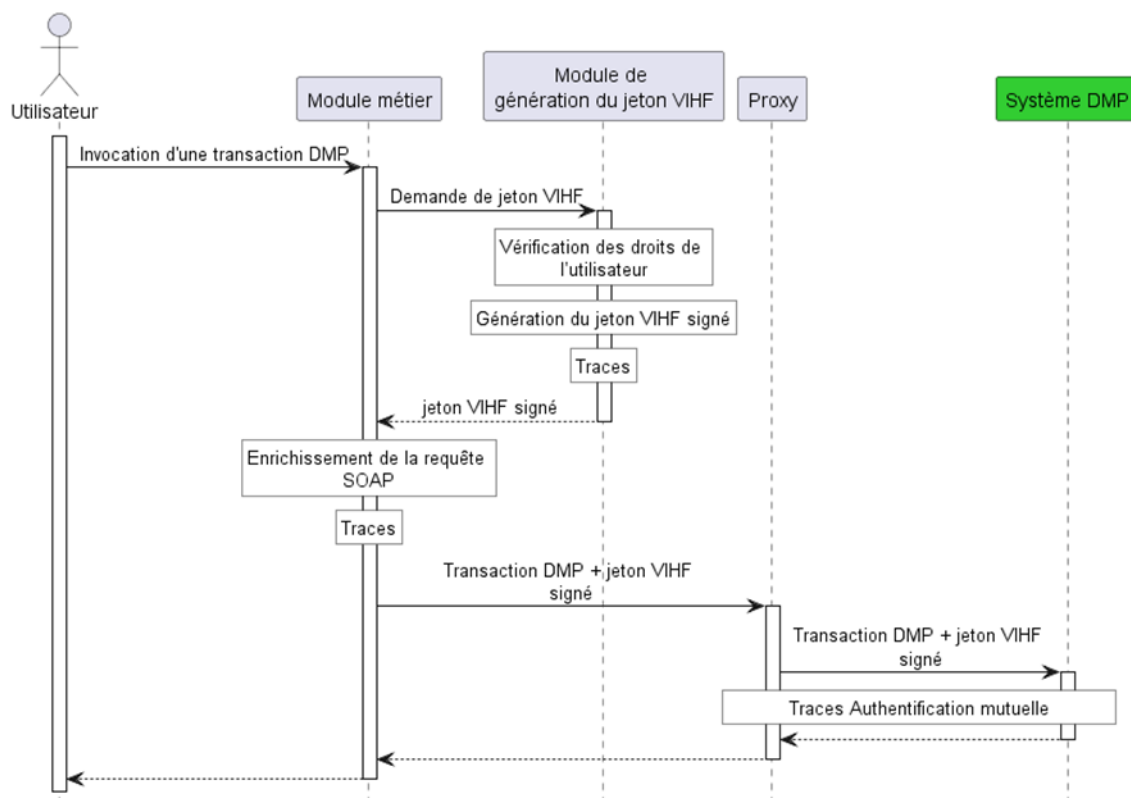 Utilisateur
Module métier
Module de
génération du jeton VIHF
Proxy
Système DMP
Invocation d'une transaction DMP
Demande de jeton VIHF
Vérification des droits de
l'utilisateur
Génération du jeton VIHF signé
Traces
jeton VIHF signé
Enrichissement de la requête
SOAP
Traces
Transaction DMP + jeton VIHF
signé
Transaction DMP + jeton VIHF
signé
Traces Authentification mutuelle